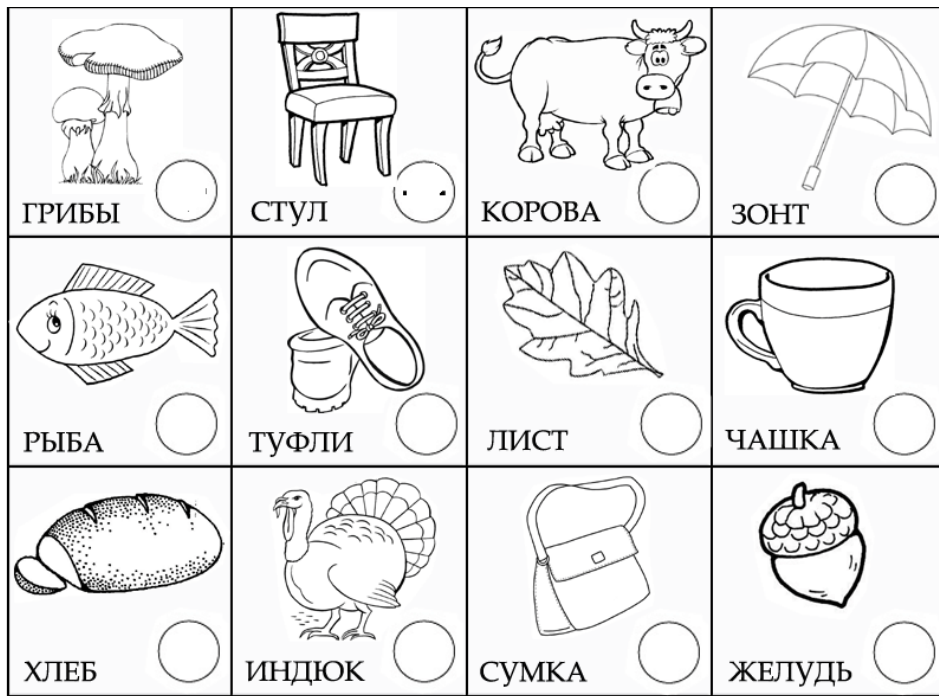 ГРИБЫ
СТУЛ
КОРОВА
ЗОНТ
РЫБА
ТУФЛИ
ЛИСТ
ЧАШКА
ХЛЕБ
ИНДЮК
СУМКА
ЖЕЛУДЬ